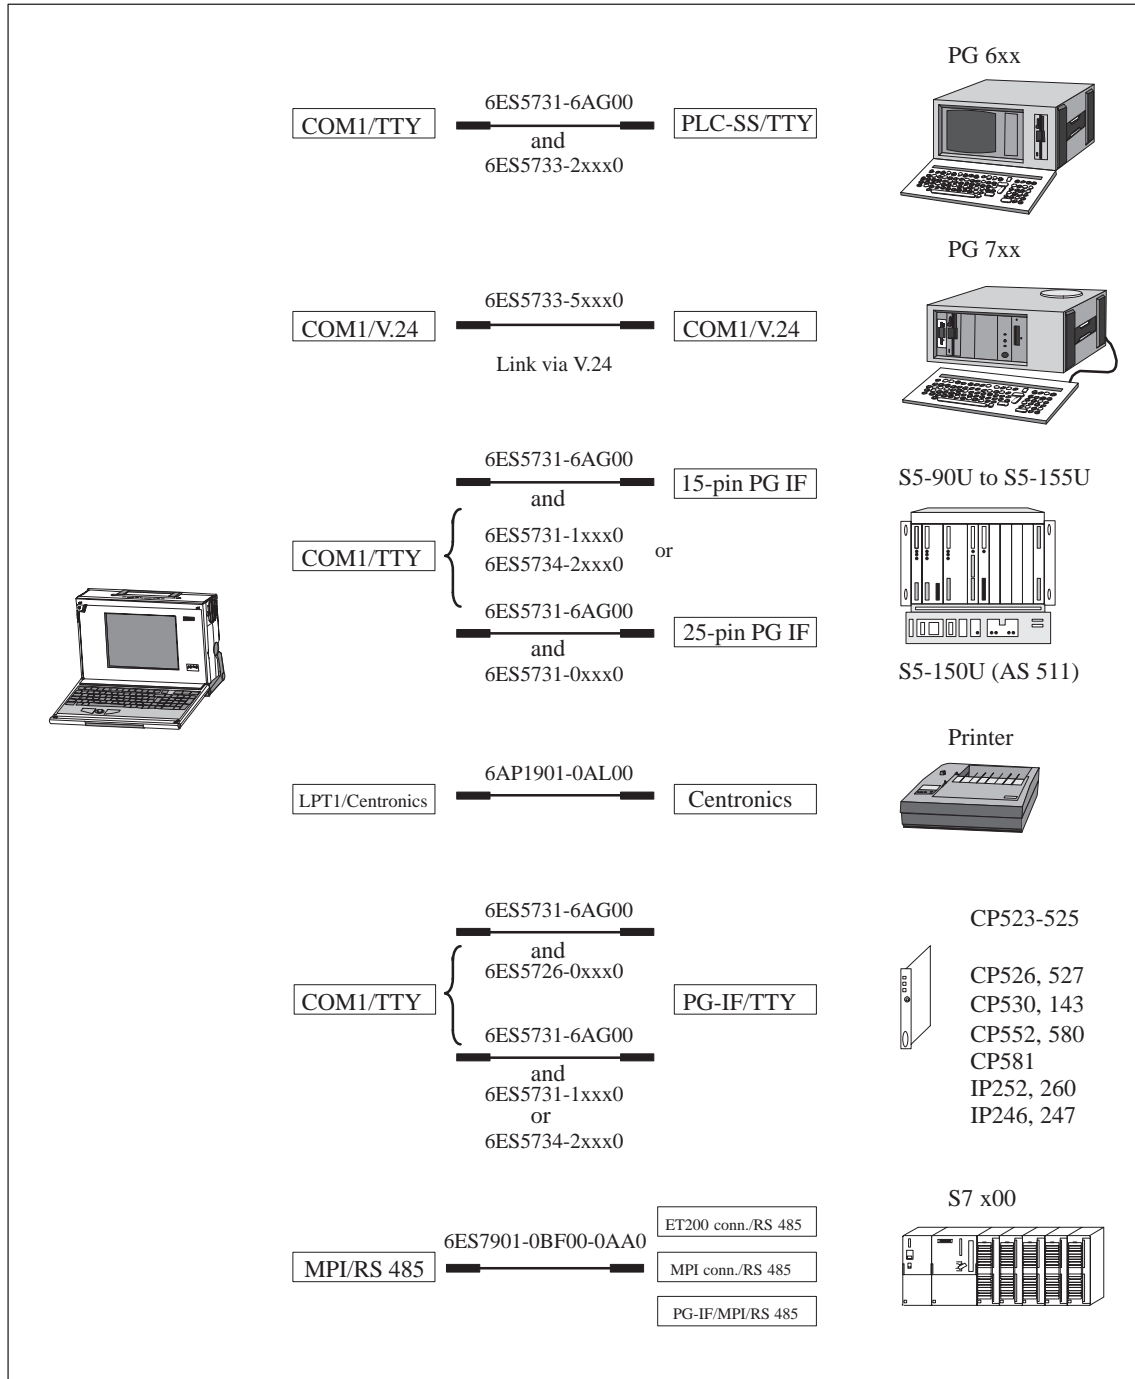 PG 6xx
6ES5731-6AG00
COM1/TTY
PLC-SS/TTY
and
6ES5733-2xxx0
PG 7xx
6ES5733-5xxx0
COM1/V.24
COM1/V.24
Link via V.24
6ES5731-6AG00
15-pin PG IF
S5-90U to S5-155U
and
6ES5731-1xxx0
COM1/TTY
or
6ES5734-2xxx0
6ES5731-6AG00
25-pin PG IF
and
6ES5731-0xxx0
S5-150U (AS 511)
Printer
6AP1901-0AL00
LPT1/Centronics
Centronics
6ES5731-6AG00
CP523-525
and
6ES5726-0xxx0
CP526, 527
COM1/TTY
PG-IF/TTY
CP530, 143
6ES5731-6AG00
CP552, 580
CP581
and
6ES5731-1xxx0
IP252, 260
or
IP246, 247
6ES5734-2xxx0
S7 x00
ET200 conn./RS 485
6ES7901-0BF00-0AA0
MPI/RS 485
MPI conn./RS 485
PG-IF/MPI/RS 485